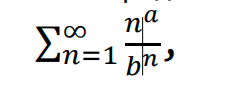 ∑_{n=1}^{∞} n^a / b^n ,